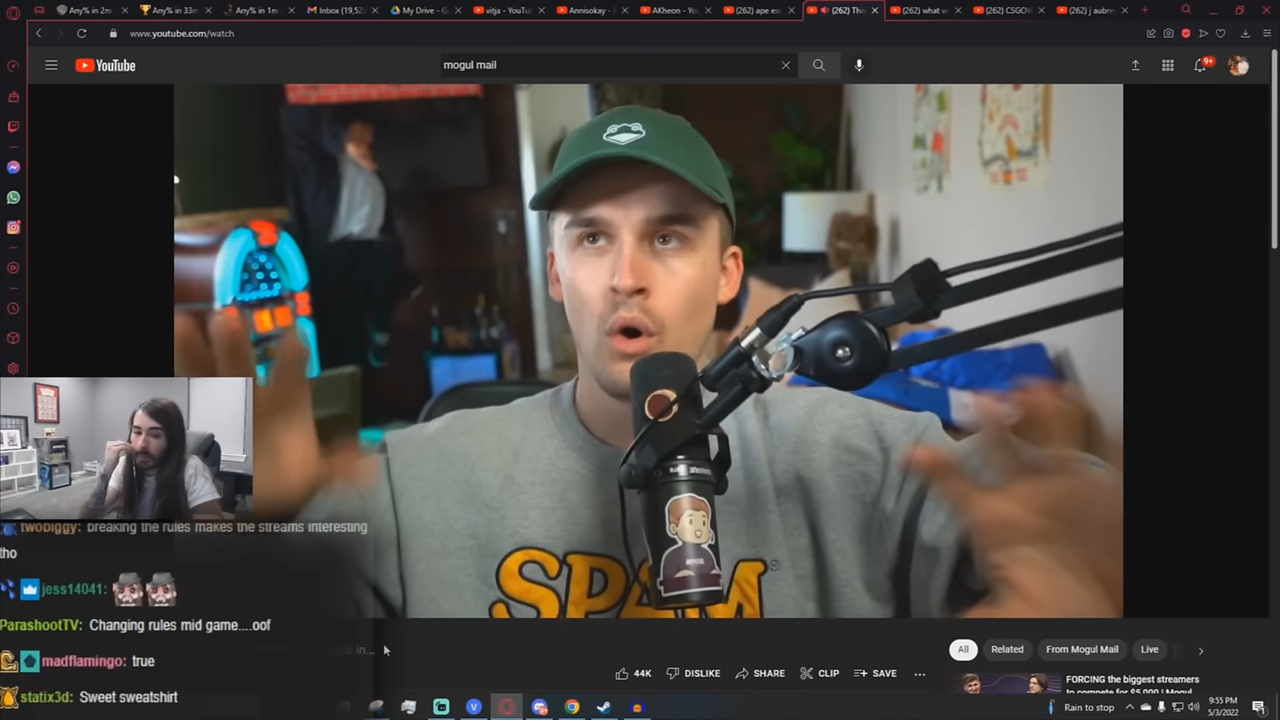 Any% in 2m
Any% in 33m
Any% in 1m
Inbox (19,52
My Drive - G
vitja - YouTu
Annisokay -
AKheon - You
(262) ape es
(262) Thi
(262) what w
(262) CSGO
(262) j aubre
www.youtube.com/watch
YouTube
mogul mail
9+
SPAM
twobiggy: breaking the rules makes the streams interesting
tho
jess14041:
ParashootTV: Changing rules mid game....oof
madflamingo: true
statix3d: Sweet sweatshirt
All
Related
From Mogul Mail
Live
44K
DISLIKE
SHARE
CLIP
SAVE
FORCING the biggest streamers
to compete for $5,000 | Mogul
Rain to stop
9:55 PM
5/3/2022